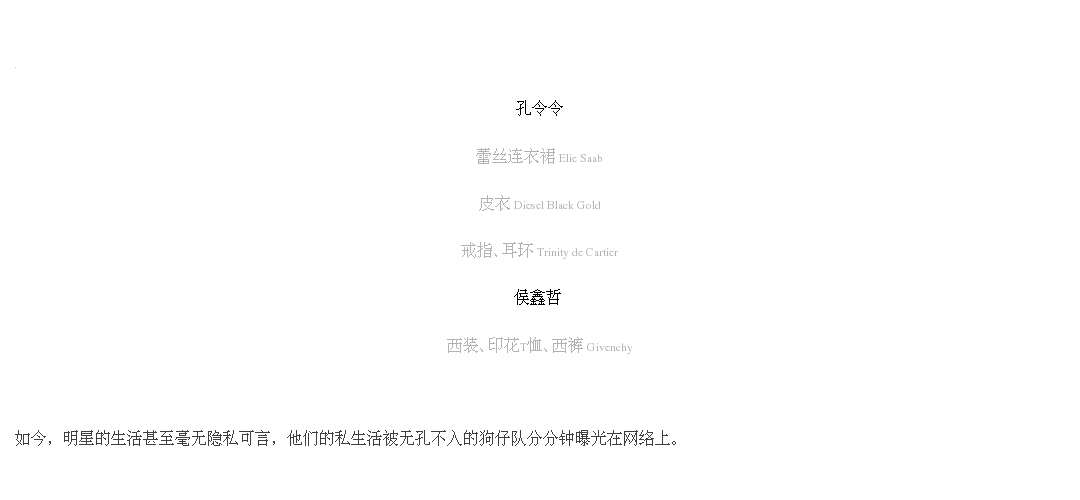 孔令令
蕾丝连衣裙 Elie Saab
皮衣 Diesel Black Gold
戒指、耳环 Trinity de Cartier
侯鑫哲
西装、印花T恤、西裤 Givenchy
如今，明星的生活甚至毫无隐私可言，他们的私生活被无孔不入的狗仔队分分钟曝光在网络上。